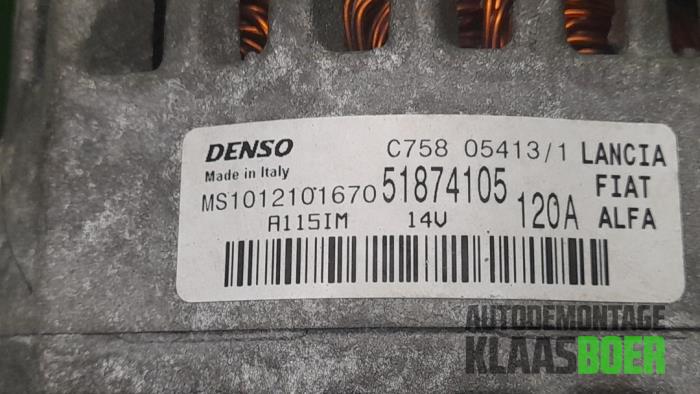 DENSO C758 05413/1 LANCIA
Made in Italy FIAT
MS1012101670 51874105 120A ALFA
A115IM 14V
AUTODEMONTAGE
KLAASBOER